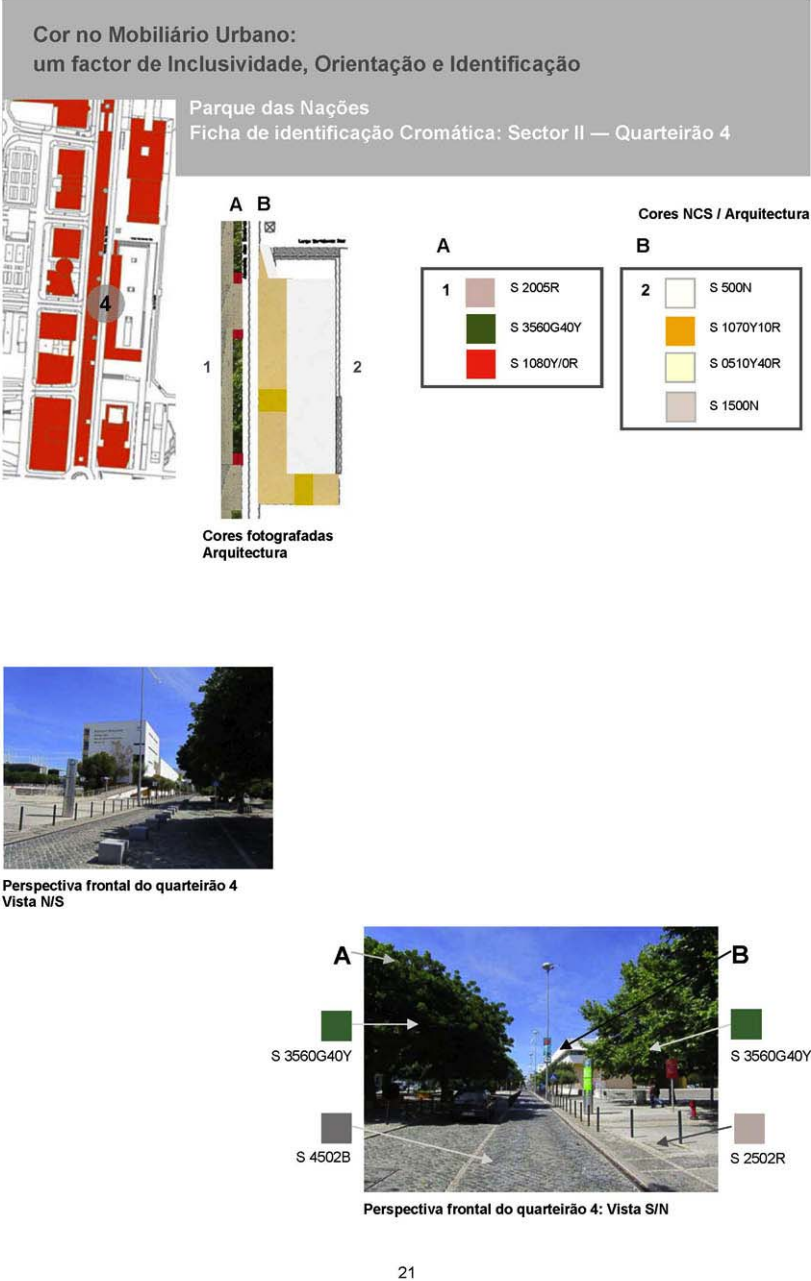 Cor no Mobiliário Urbano:
um factor de Inclusividade, Orientação e Identificação
Parque das Nações
Ficha de identificação Cromática: Sector II — Quarteirão 4
4
A B
1
2
Cores fotografadas
Arquitectura
Cores NCS / Arquitectura
A
1 S 2005R
S 3560G40Y
S 1080Y/0R
B
2 S 500N
S 1070Y10R
S 0510Y40R
S 1500N
Perspectiva frontal do quarteirão 4
Vista N/S
A
B
S 3560G40Y
S 3560G40Y
S 4502B
S 2502R
Perspectiva frontal do quarteirão 4: Vista S/N
21